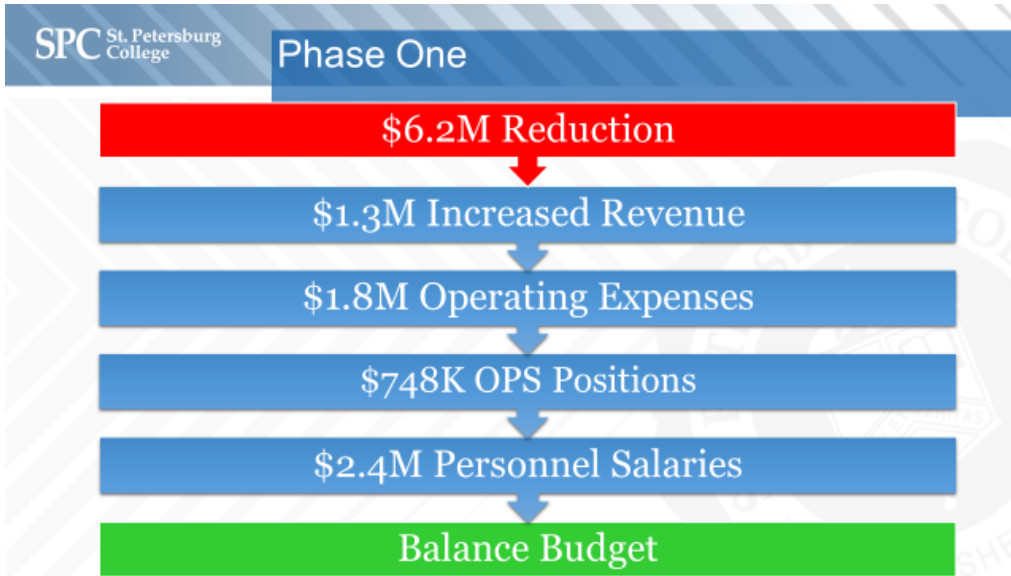 SPC St. Petersburg College
Phase One
$6.2M Reduction
$1.3M Increased Revenue
$1.8M Operating Expenses
$748K OPS Positions
$2.4M Personnel Salaries
Balance Budget